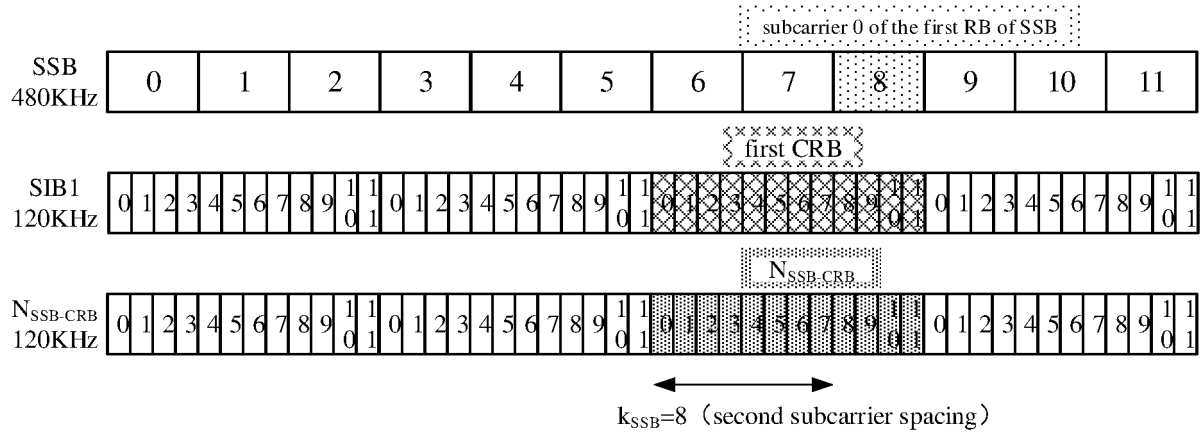 subcarrier 0 of the first RB of SSB
SSB
480KHz
0 1 2 3 4 5 6 7 8 9 10 11
first CRB
SIB1
120KHz
0 1 2 3 4 5 6 7 8 9 10 11 0 1 2 3 4 5 6 7 8 9 10 11 0 1 2 3 4 5 6 7 8 9 10 11 0 1 2 3 4 5 6 7 8 9 10 11
N_SSB-CRB
N_SSB-CRB
120KHz
0 1 2 3 4 5 6 7 8 9 10 11 0 1 2 3 4 5 6 7 8 9 10 11 0 1 2 3 4 5 6 7 8 9 10 11 0 1 2 3 4 5 6 7 8 9 10 11
k_SSB=8（second subcarrier spacing）